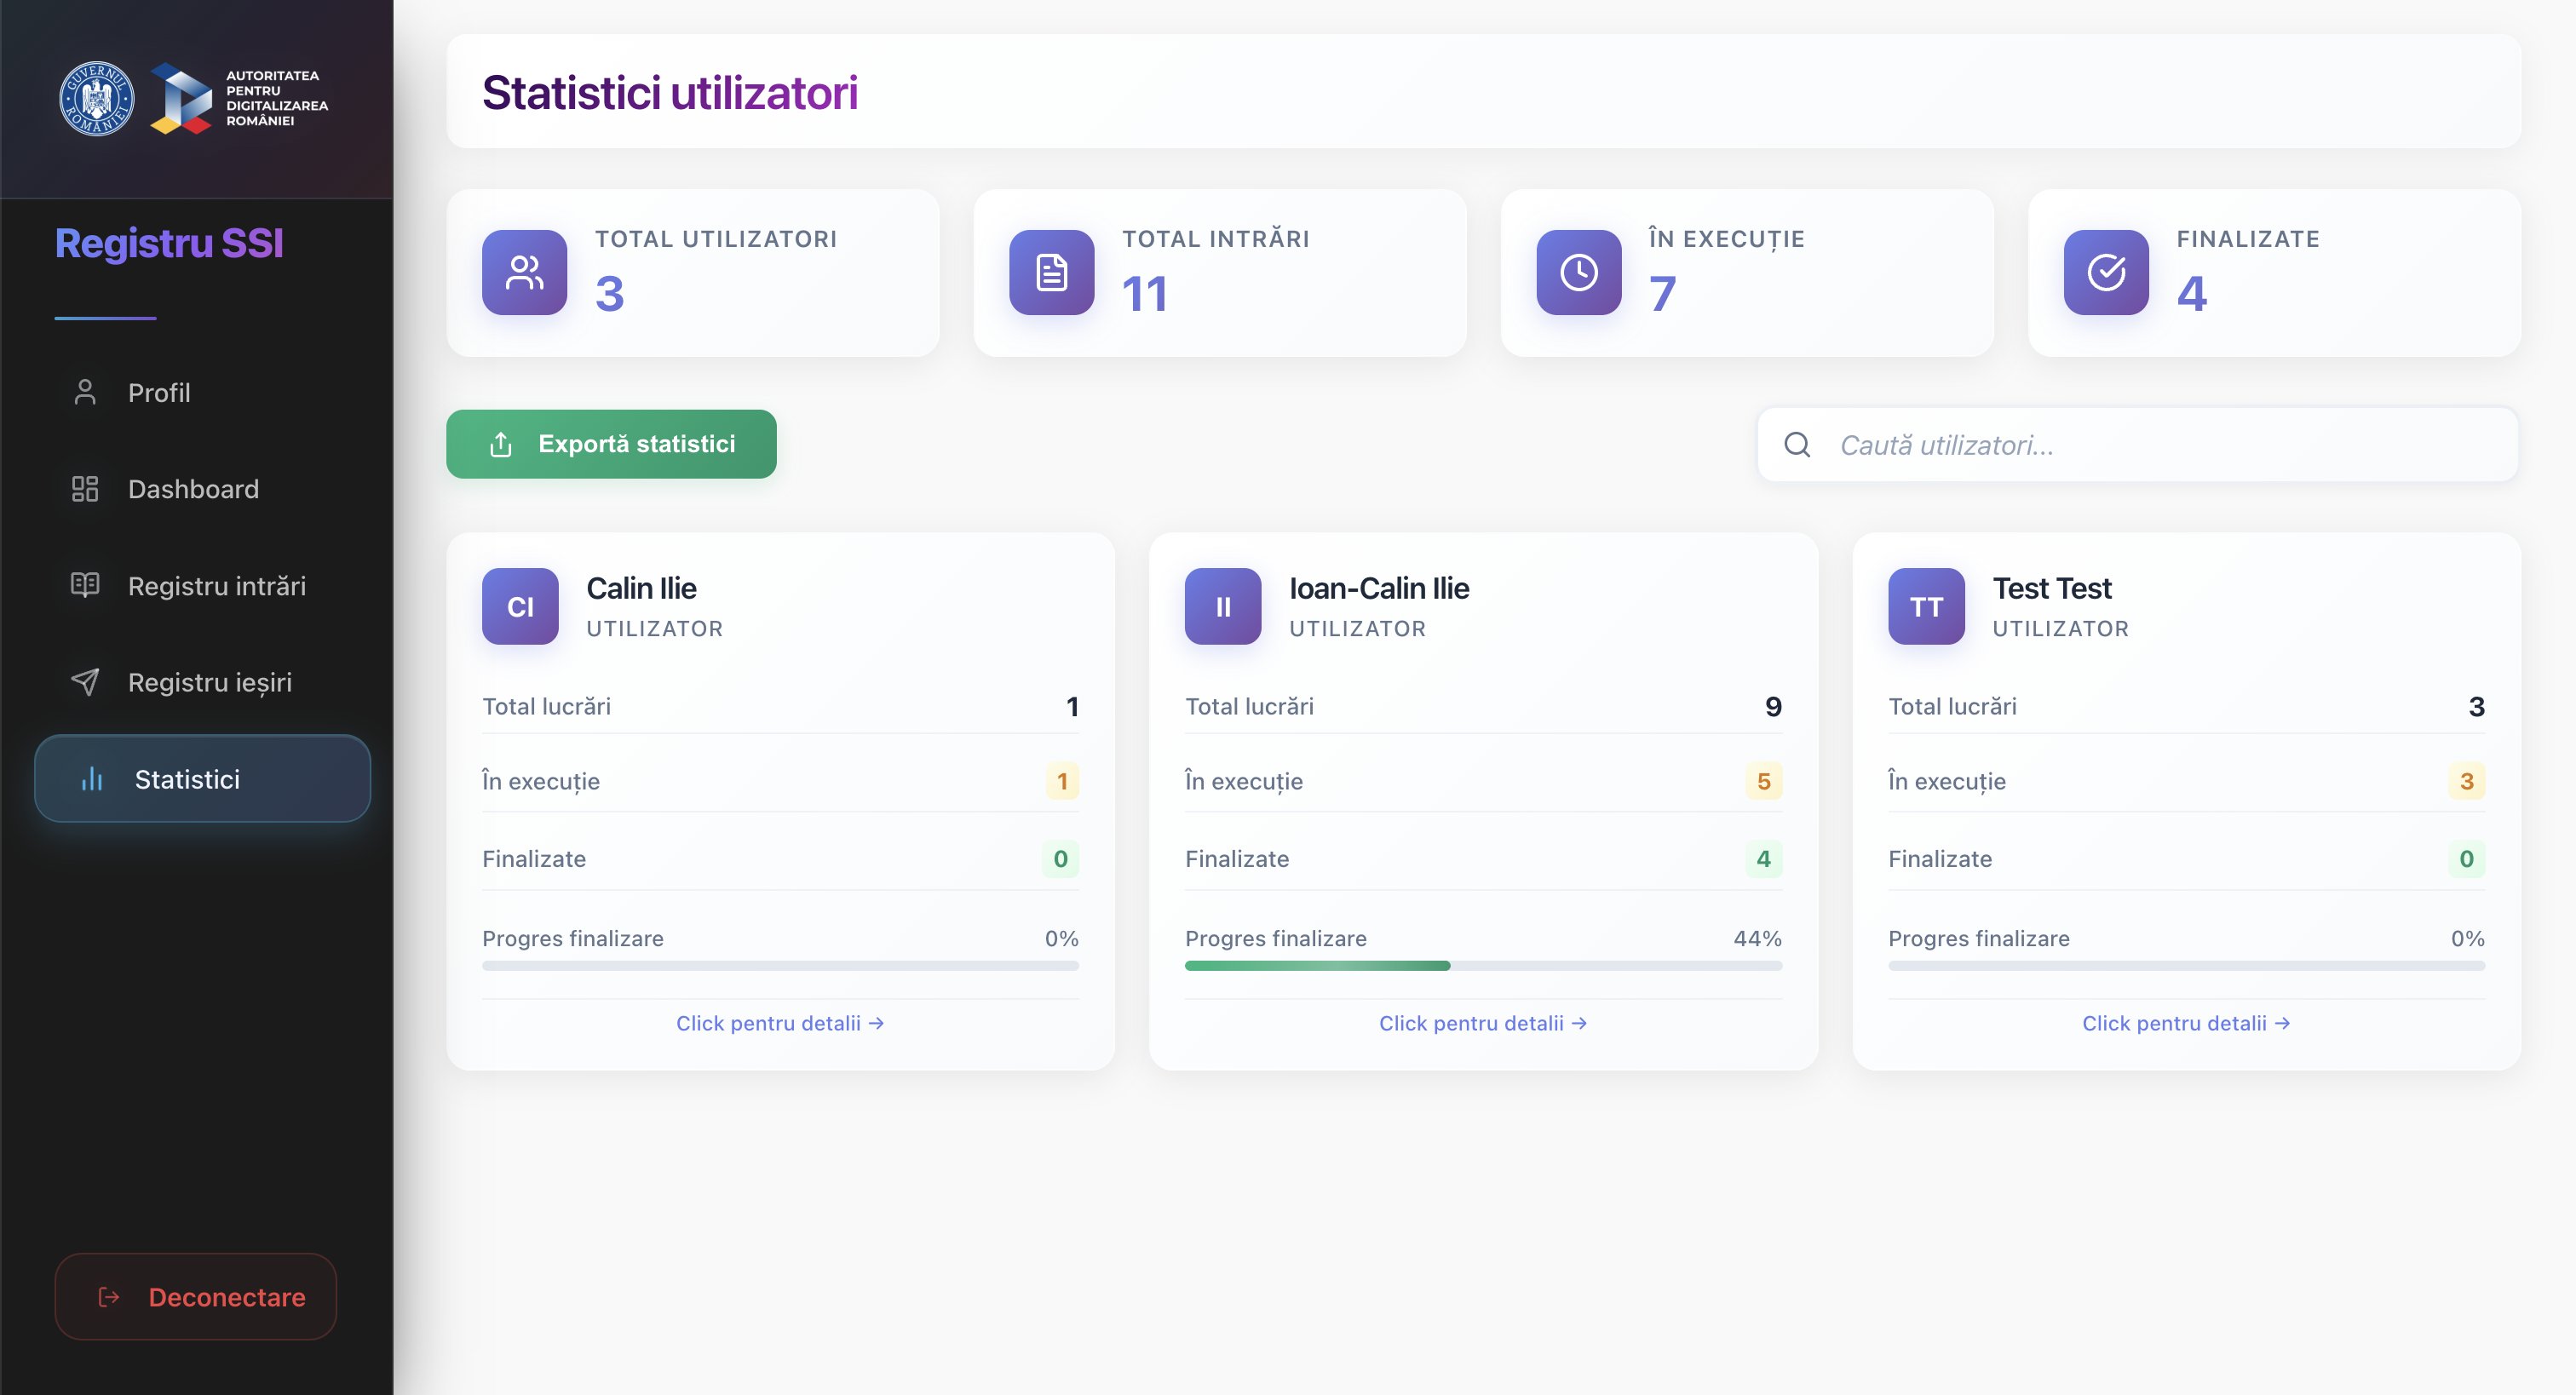 GUVERNUL
ROMÂNIEI
AUTORITATEA
PENTRU
DIGITALIZAREA
ROMÂNIEI
Registru SSI
Profil
Dashboard
Registru intrări
Registru ieșiri
Statistici
Deconectare
Statistici utilizatori
TOTAL UTILIZATORI
3
TOTAL INTRĂRI
11
ÎN EXECUȚIE
7
FINALIZATE
4
Exportă statistici
Caută utilizatori...
CI
Calin Ilie
UTILIZATOR
Total lucrări 1
În execuție 1
Finalizate 0
Progres finalizare 0%
Click pentru detalii →
II
Ioan-Calin Ilie
UTILIZATOR
Total lucrări 9
În execuție 5
Finalizate 4
Progres finalizare 44%
Click pentru detalii →
TT
Test Test
UTILIZATOR
Total lucrări 3
În execuție 3
Finalizate 0
Progres finalizare 0%
Click pentru detalii →